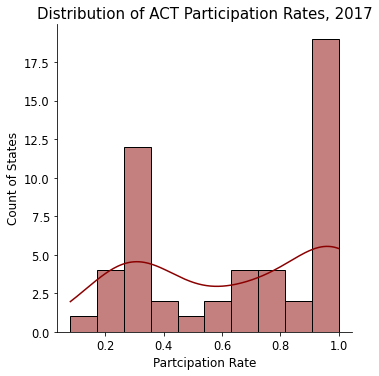 Distribution of ACT Participation Rates, 2017
17.5
15.0
12.5
10.0
7.5
5.0
2.5
0.0
Count of States
0.2 0.4 0.6 0.8 1.0
Partcipation Rate